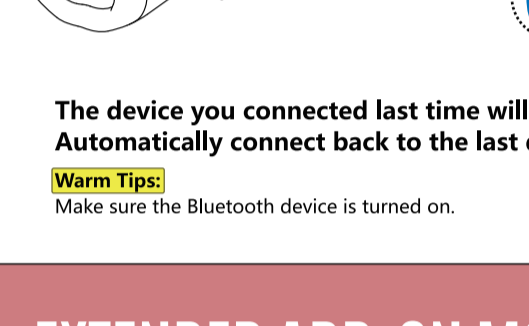 The device you connected last time will
Automatically connect back to the last
Warm Tips:
Make sure the Bluetooth device is turned on.